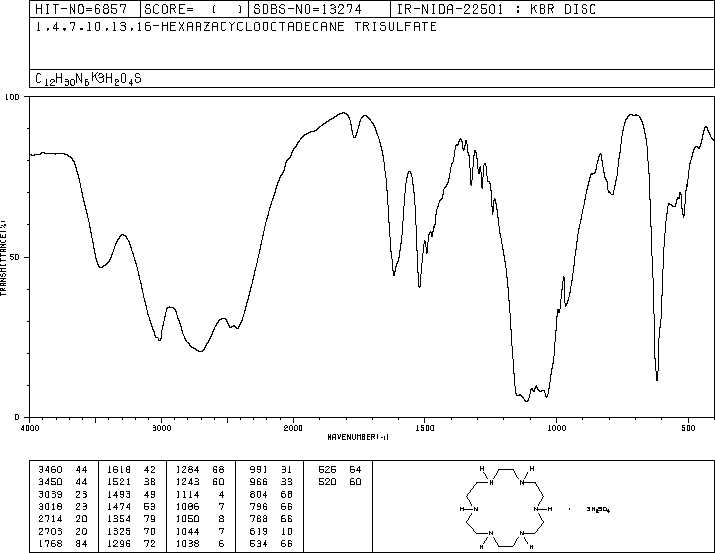 HIT-NO=6857 SCORE= ( ) SDBS-NO=13274 IR-NIDA-22501 : KBR DISC
1,4,7,10,13,16-HEXAAZACYCLOOCTADECANE TRISULFATE
C12H30N6 3H2O4S
100
50
0
TRANSMITTANCE(%)
4000 3000 2000 1500 1000 500
WAVENUMBER(-1)
3460 44 1618 42 1284 68 991 31 526 64
3450 44 1521 38 1243 60 966 33 520 60
3039 23 1493 49 1114 4 804 68
3018 23 1474 53 1086 7 796 66
2714 20 1354 79 1050 8 788 66
2703 20 1325 70 1044 7 619 10
1768 84 1296 72 1038 6 534 66
H H
N N
H-N N-H
N N
H H
· 3H2SO4